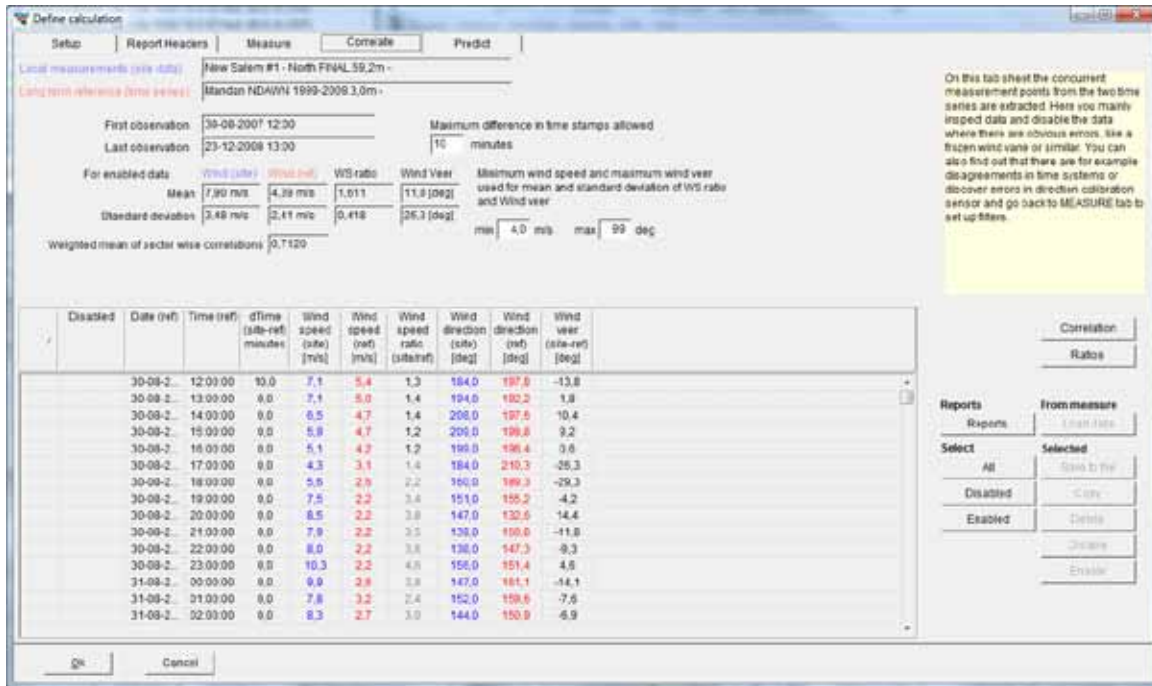 Define calculation
Setup Report Headers Measure Correlate Predict
Local measurements (site data) New Salem #1 - North FINAL.59,2m -
Long term reference (time series) Mandan NDAWN 1999-2009.3,0m -
First observation 30-08-2007 12:00 Maximum difference in time stamps allowed
Last observation 23-12-2008 13:00 10 minutes
For enabled data Wind (site) Wind (ref) WS ratio Wind Veer Minimum wind speed and maximum wind veer
Mean 7,90 m/s 4,39 m/s 1,611 11,8 [deg] used for mean and standard deviation of WS ratio
and Wind veer
Standard deviation 3,48 m/s 2,41 m/s 0,418 26,3 [deg]
min 4,0 m/s max 99 deg
Weighted mean of sector wise correlations 0,7120
On this tab sheet the concurrent
measurement points from the two time
series are extracted. Here you mainly
inspect data and disable the data
where there are obvious errors, like a
frozen wind vane or similar. You can
also find out that there are for example
disagreements in time systems or
discover errors in direction calibration
sensor and go back to MEASURE tab to
set up filters.
Disabled Date (ref) Time (ref) dTime (site-ref) minutes Wind speed (site) [m/s] Wind speed (ref) [m/s] Wind speed ratio (site/ref) Wind direction (site) [deg] Wind direction (ref) [deg] Wind veer (site-ref) [deg]
30-08-2... 12:00:00 10,0 7,1 5,4 1,3 184,0 197,8 -13,8
30-08-2... 13:00:00 0,0 7,1 5,0 1,4 194,0 192,2 1,8
30-08-2... 14:00:00 0,0 6,5 4,7 1,4 208,0 197,6 10,4
30-08-2... 15:00:00 0,0 5,8 4,7 1,2 209,0 199,8 9,2
30-08-2... 16:00:00 0,0 5,1 4,2 1,2 199,0 198,4 0,6
30-08-2... 17:00:00 0,0 4,3 3,1 1,4 184,0 210,3 -26,3
30-08-2... 18:00:00 0,0 5,6 2,5 2,2 160,0 189,3 -29,3
30-08-2... 19:00:00 0,0 7,5 2,2 3,4 151,0 155,2 -4,2
30-08-2... 20:00:00 0,0 8,5 2,2 3,8 147,0 132,6 14,4
30-08-2... 21:00:00 0,0 7,9 2,2 3,5 139,0 150,8 -11,8
30-08-2... 22:00:00 0,0 8,0 2,2 3,6 138,0 147,3 -9,3
30-08-2... 23:00:00 0,0 10,3 2,2 4,6 156,0 151,4 4,6
31-08-2... 00:00:00 0,0 9,9 2,6 3,8 147,0 161,1 -14,1
31-08-2... 01:00:00 0,0 7,8 3,2 2,4 152,0 159,6 -7,6
31-08-2... 02:00:00 0,0 8,3 2,7 3,0 144,0 150,9 -6,9
Correlation
Ratios
Reports From measure
Reports Load data
Select Selected
All Save to file
Disabled Copy
Enabled Delete
Disable
Enable
Ok Cancel